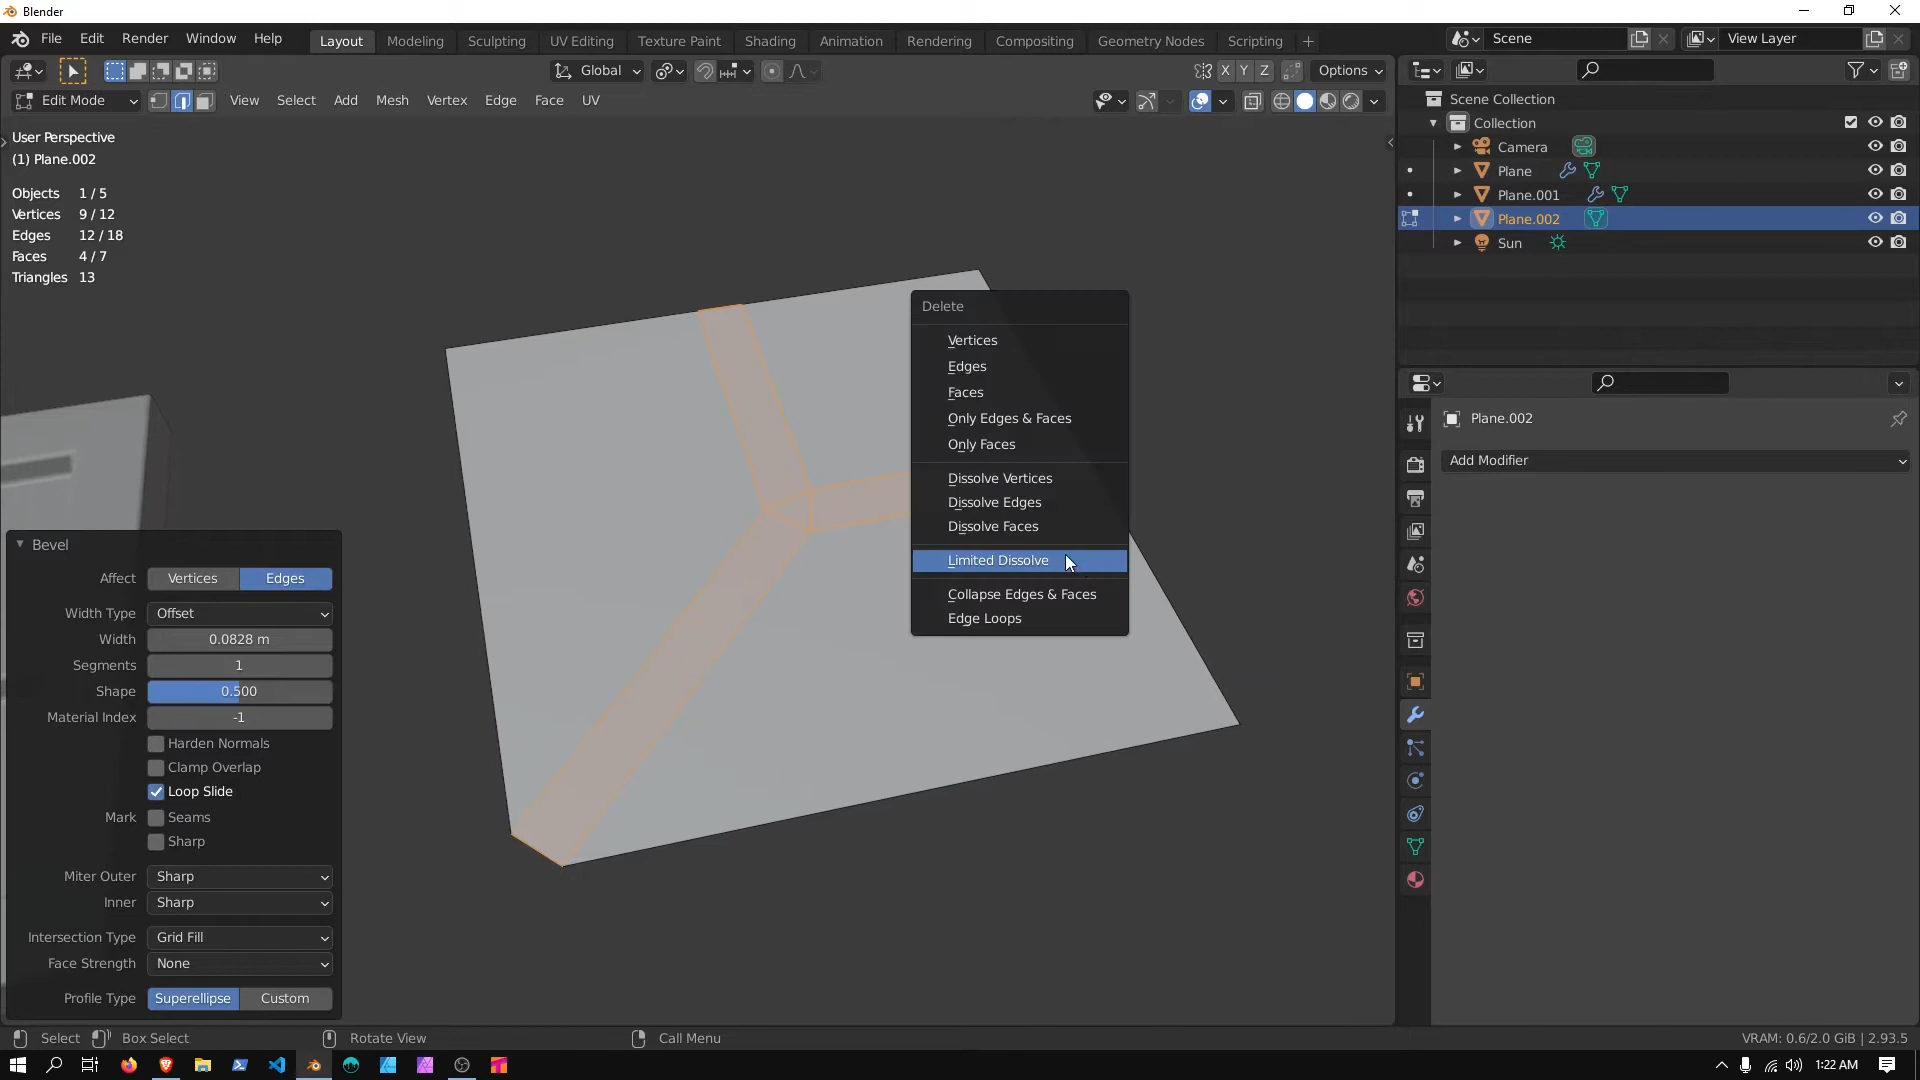 Blender
File Edit Render Window Help
Layout Modeling Sculpting UV Editing Texture Paint Shading Animation Rendering Compositing Geometry Nodes Scripting +
Scene
View Layer
Global
X Y Z
Options
Edit Mode
View Select Add Mesh Vertex Edge Face UV
User Perspective
(1) Plane.002
Objects 1 / 5
Vertices 9 / 12
Edges 12 / 18
Faces 4 / 7
Triangles 13
Delete
Vertices
Edges
Faces
Only Edges & Faces
Only Faces
Dissolve Vertices
Dissolve Edges
Dissolve Faces
Limited Dissolve
Collapse Edges & Faces
Edge Loops
Bevel
Affect Vertices Edges
Width Type Offset
Width 0.0828 m
Segments 1
Shape 0.500
Material Index -1
Harden Normals
Clamp Overlap
Loop Slide
Mark Seams
Sharp
Miter Outer Sharp
Inner Sharp
Intersection Type Grid Fill
Face Strength None
Profile Type Superellipse Custom
Scene Collection
Collection
Camera
Plane
Plane.001
Plane.002
Sun
Plane.002
Add Modifier
Select Box Select Rotate View Call Menu
VRAM: 0.6/2.0 GiB | 2.93.5
1:22 AM